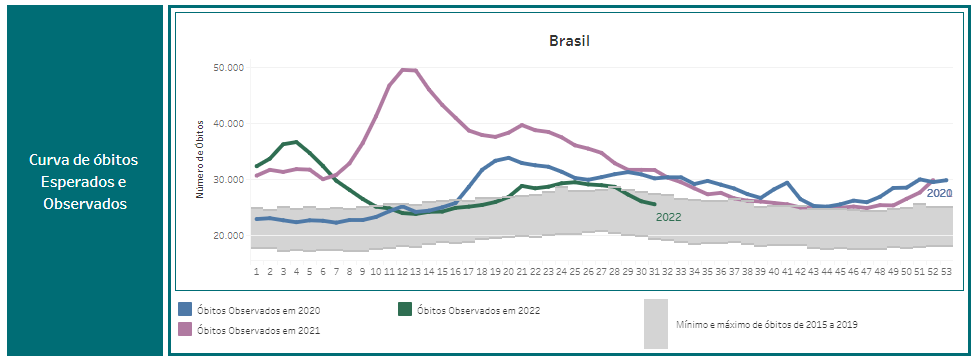 Curva de óbitos
Esperados e
Observados
Brasil
Número de Óbitos
50.000
40.000
30.000
20.000
2020
2022
1 2 3 4 5 6 7 8 9 10 11 12 13 14 15 16 17 18 19 20 21 22 23 24 25 26 27 28 29 30 31 32 33 34 35 36 37 38 39 40 41 42 43 44 45 46 47 48 49 50 51 52 53
Óbitos Observados em 2020
Óbitos Observados em 2022
Óbitos Observados em 2021
Mínimo e máximo de óbitos de 2015 a 2019